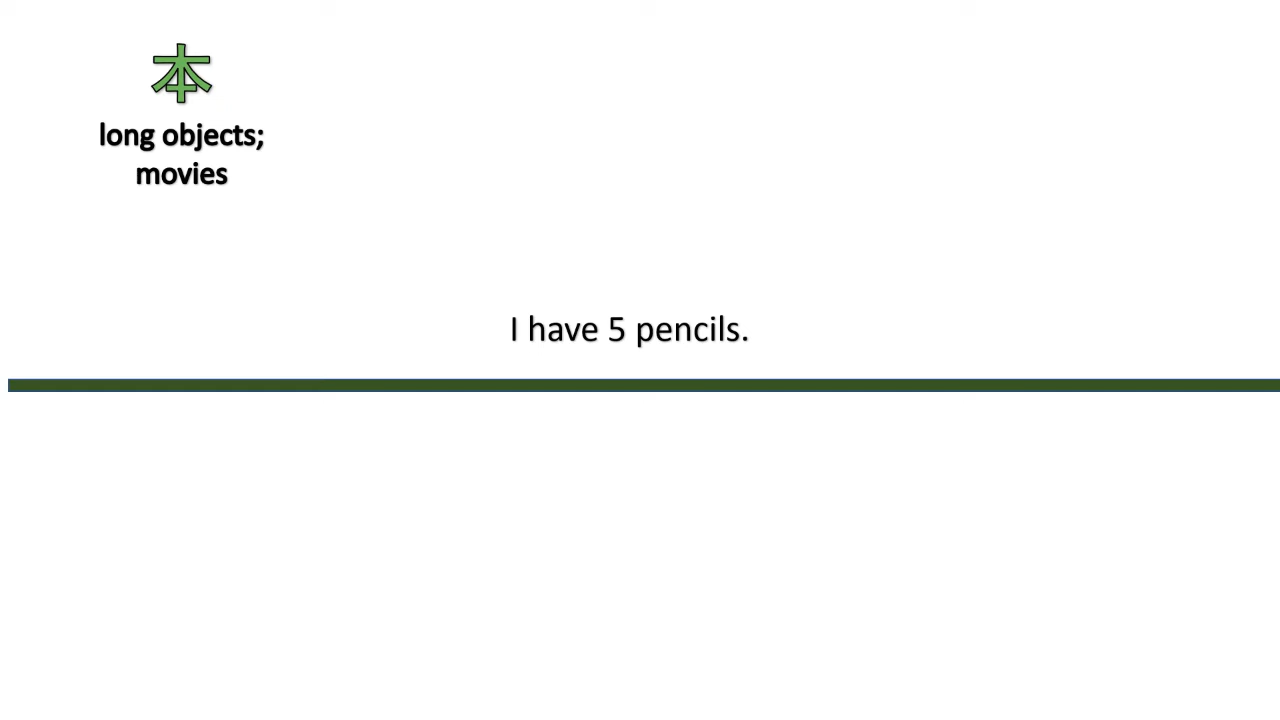 本
long objects;
movies
I have 5 pencils.